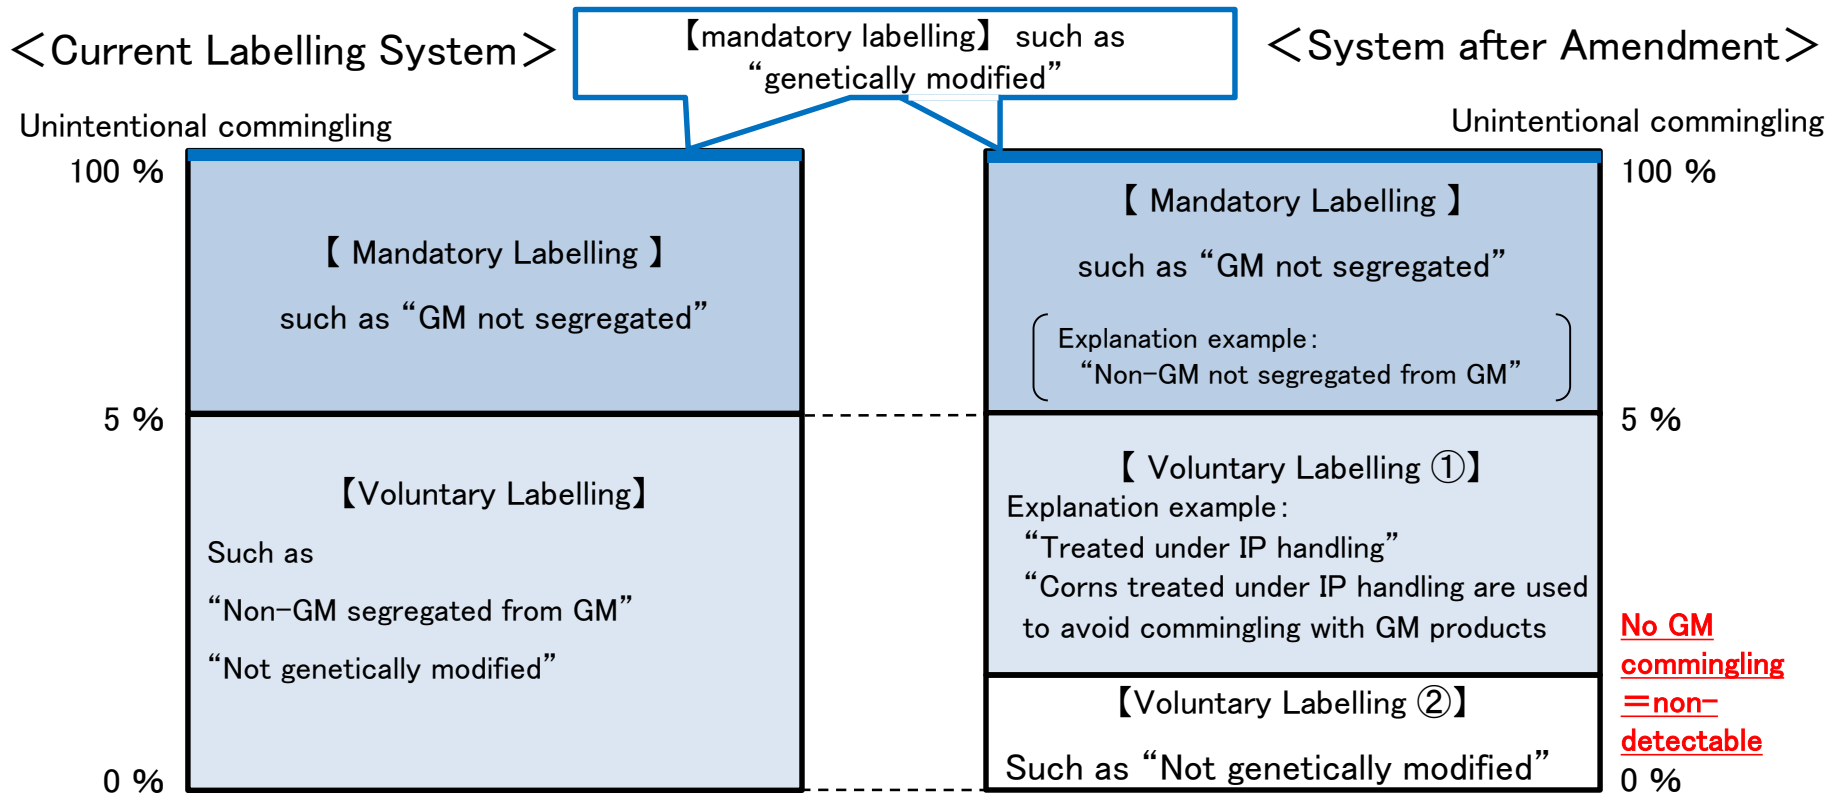 ＜Current Labelling System＞
【mandatory labelling】 such as
“genetically modified”
＜System after Amendment＞
Unintentional commingling
100 %
【 Mandatory Labelling 】
such as “GM not segregated”
5 %
【Voluntary Labelling】
Such as
“Non-GM segregated from GM”
“Not genetically modified”
0 %
Unintentional commingling
100 %
【 Mandatory Labelling 】
such as “GM not segregated”
Explanation example：
“Non-GM not segregated from GM”
5 %
【 Voluntary Labelling ①】
Explanation example：
“Treated under IP handling”
“Corns treated under IP handling are used
to avoid commingling with GM products
【Voluntary Labelling ②】
Such as “Not genetically modified”
No GM
commingling
＝non-
detectable
0 %